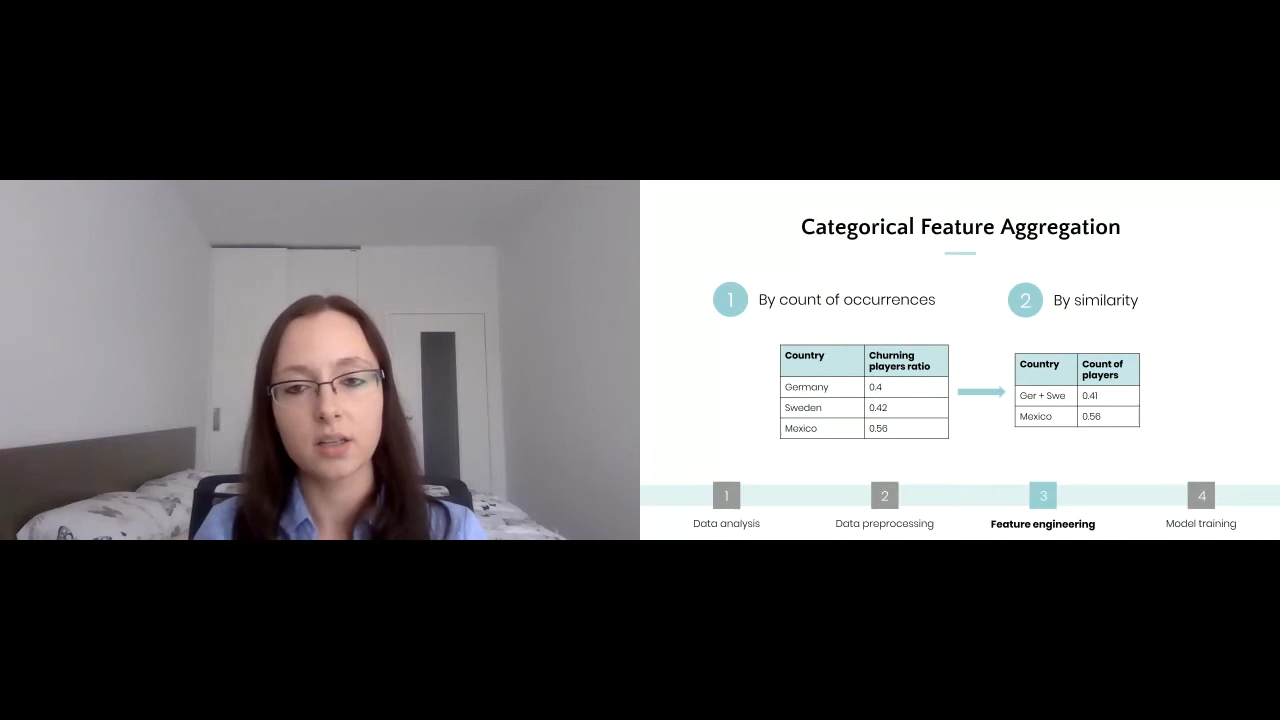 Categorical Feature Aggregation
1 By count of occurrences
2 By similarity
Country Churning players ratio
Germany 0.4
Sweden 0.42
Mexico 0.56
Country Count of players
Ger + Swe 0.41
Mexico 0.56
1 2 3 4
Data analysis Data preprocessing Feature engineering Model training